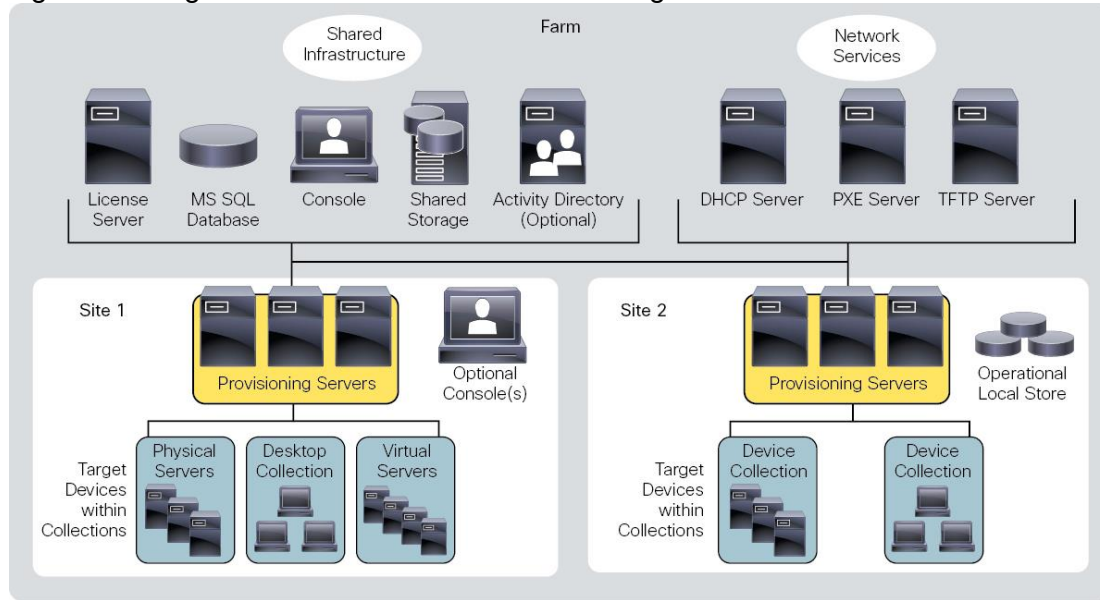 Farm
Shared
Infrastructure
Network
Services
License
Server
MS SQL
Database
Console
Shared
Storage
Activity Directory
(Optional)
DHCP Server
PXE Server
TFTP Server
Site 1
Provisioning Servers
Optional
Console(s)
Target
Devices
within
Collections
Physical
Servers
Desktop
Collection
Virtual
Servers
Site 2
Provisioning Servers
Operational
Local Store
Target
Devices
within
Collections
Device
Collection
Device
Collection